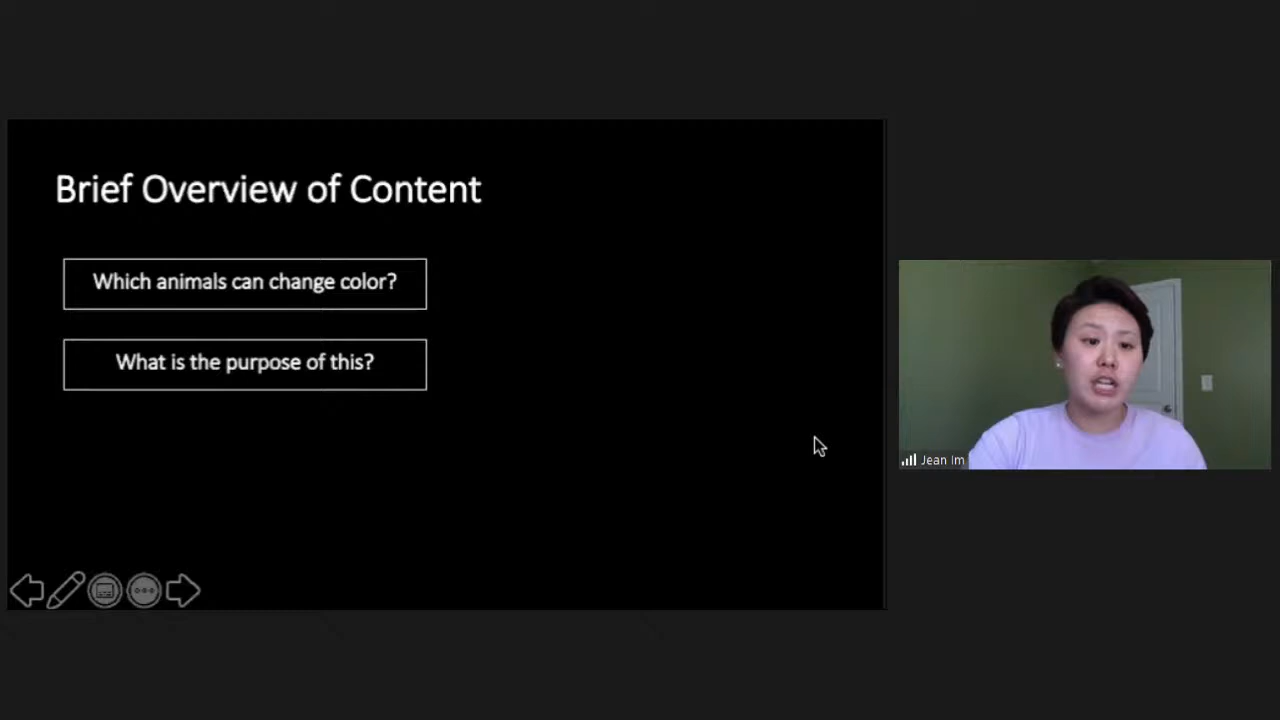 Brief Overview of Content
Which animals can change color?
What is the purpose of this?
Jean Im